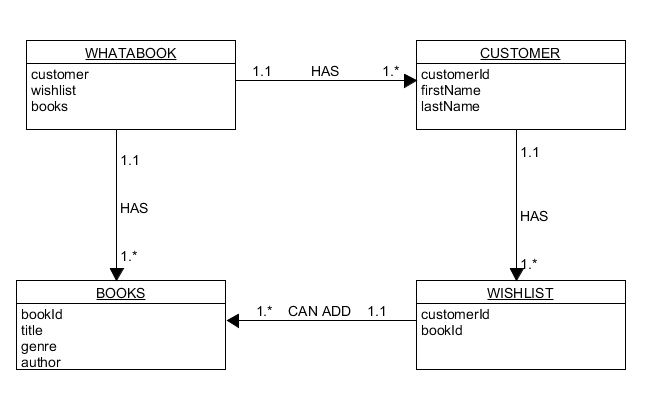 WHATABOOK
customer
wishlist
books
1.1 HAS 1.*
CUSTOMER
customerId
firstName
lastName
1.1
HAS
1.*
1.1
HAS
1.*
BOOKS
bookId
title
genre
author
1.* CAN ADD 1.1
WISHLIST
customerId
bookId